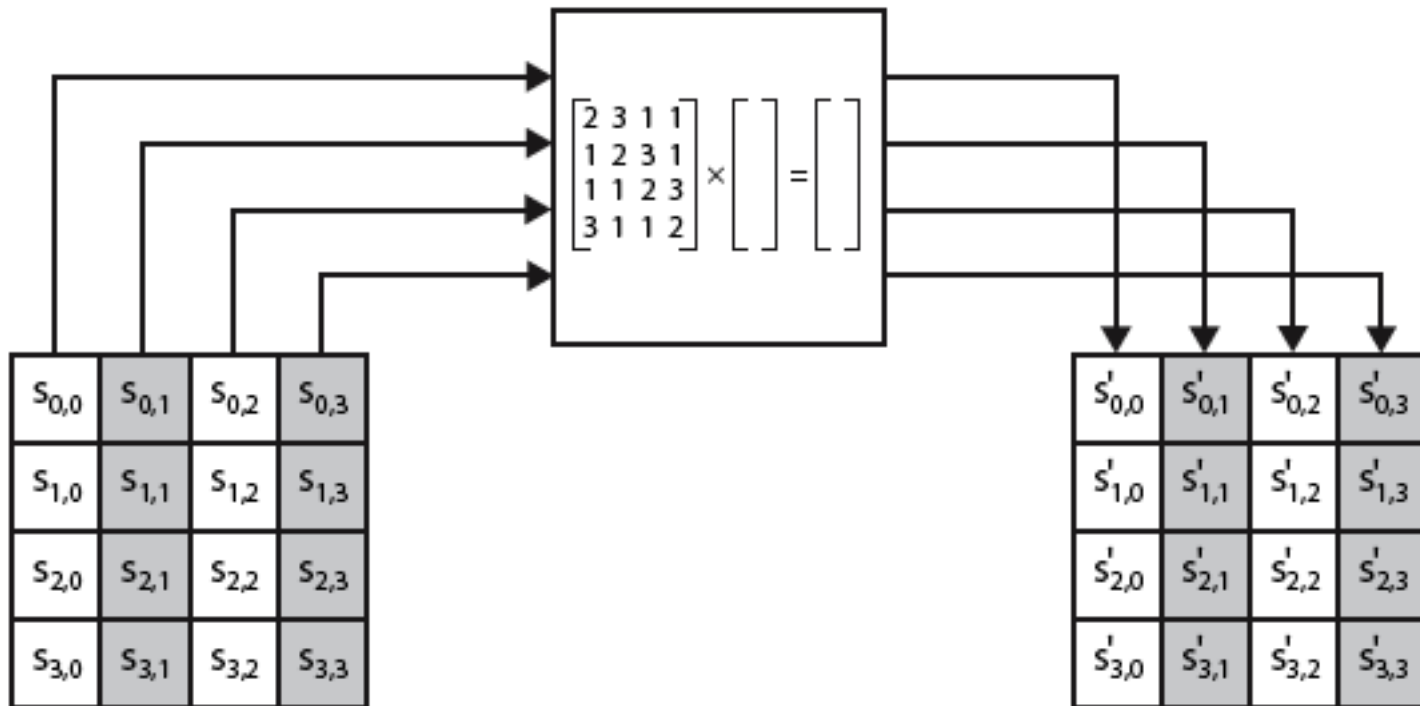 2 3 1 1
1 2 3 1
1 1 2 3
3 1 1 2
× =
S0,0 S0,1 S0,2 S0,3
S1,0 S1,1 S1,2 S1,3
S2,0 S2,1 S2,2 S2,3
S3,0 S3,1 S3,2 S3,3
S'0,0 S'0,1 S'0,2 S'0,3
S'1,0 S'1,1 S'1,2 S'1,3
S'2,0 S'2,1 S'2,2 S'2,3
S'3,0 S'3,1 S'3,2 S'3,3